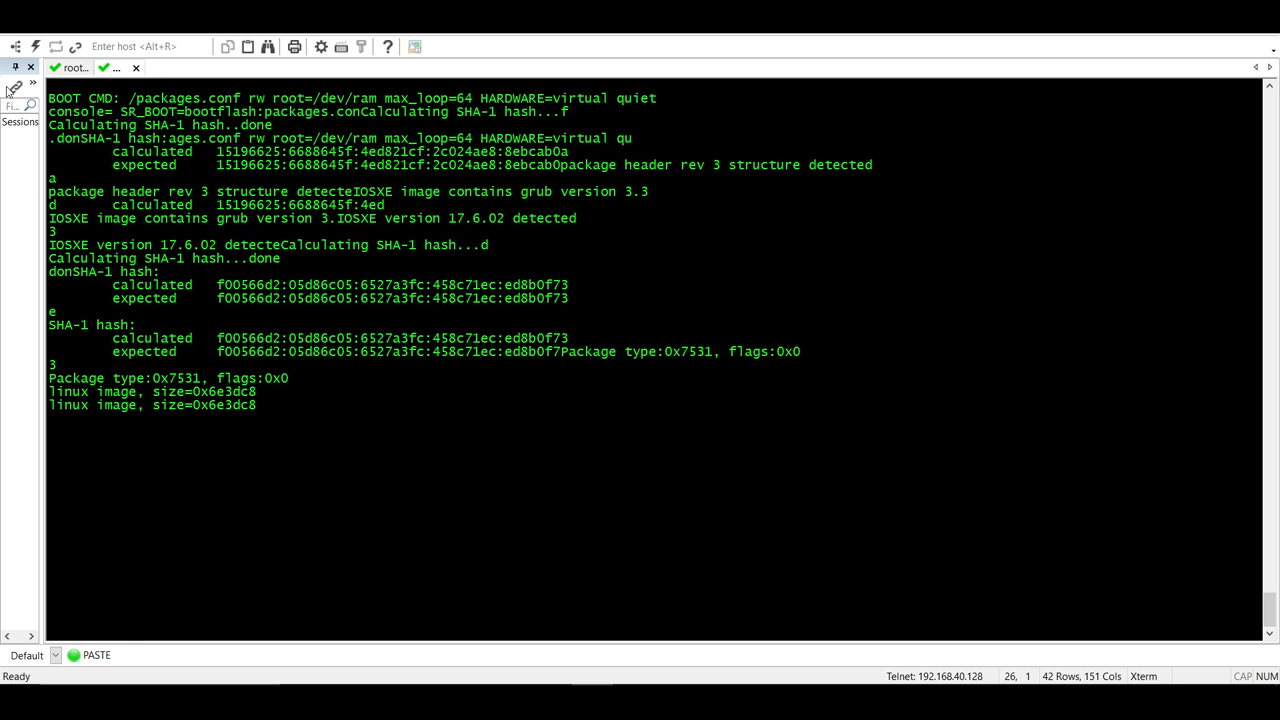 Enter host <Alt+R>
root...
...
Fi...
Sessions
BOOT CMD: /packages.conf rw root=/dev/ram max_loop=64 HARDWARE=virtual quiet
console= SR_BOOT=bootflash:packages.conCalculating SHA-1 hash...f
Calculating SHA-1 hash..done
.donSHA-1 hash:ages.conf rw root=/dev/ram max_loop=64 HARDWARE=virtual qu
calculated 15196625:6688645f:4ed821cf:2c024ae8:8ebcab0a
expected 15196625:6688645f:4ed821cf:2c024ae8:8ebcab0package header rev 3 structure detected
a
package header rev 3 structure detecteIOSXE image contains grub version 3.3
d calculated 15196625:6688645f:4ed
IOSXE image contains grub version 3.IOSXE version 17.6.02 detected
3
IOSXE version 17.6.02 detecteCalculating SHA-1 hash...d
Calculating SHA-1 hash...done
donSHA-1 hash:
calculated f00566d2:05d86c05:6527a3fc:458c71ec:ed8b0f73
expected f00566d2:05d86c05:6527a3fc:458c71ec:ed8b0f73
e
SHA-1 hash:
calculated f00566d2:05d86c05:6527a3fc:458c71ec:ed8b0f73
expected f00566d2:05d86c05:6527a3fc:458c71ec:ed8b0f7Package type:0x7531, flags:0x0
3
Package type:0x7531, flags:0x0
linux image, size=0x6e3dc8
linux image, size=0x6e3dc8
Default
PASTE
Ready
Telnet: 192.168.40.128 26, 1 42 Rows, 151 Cols Xterm CAP NUM